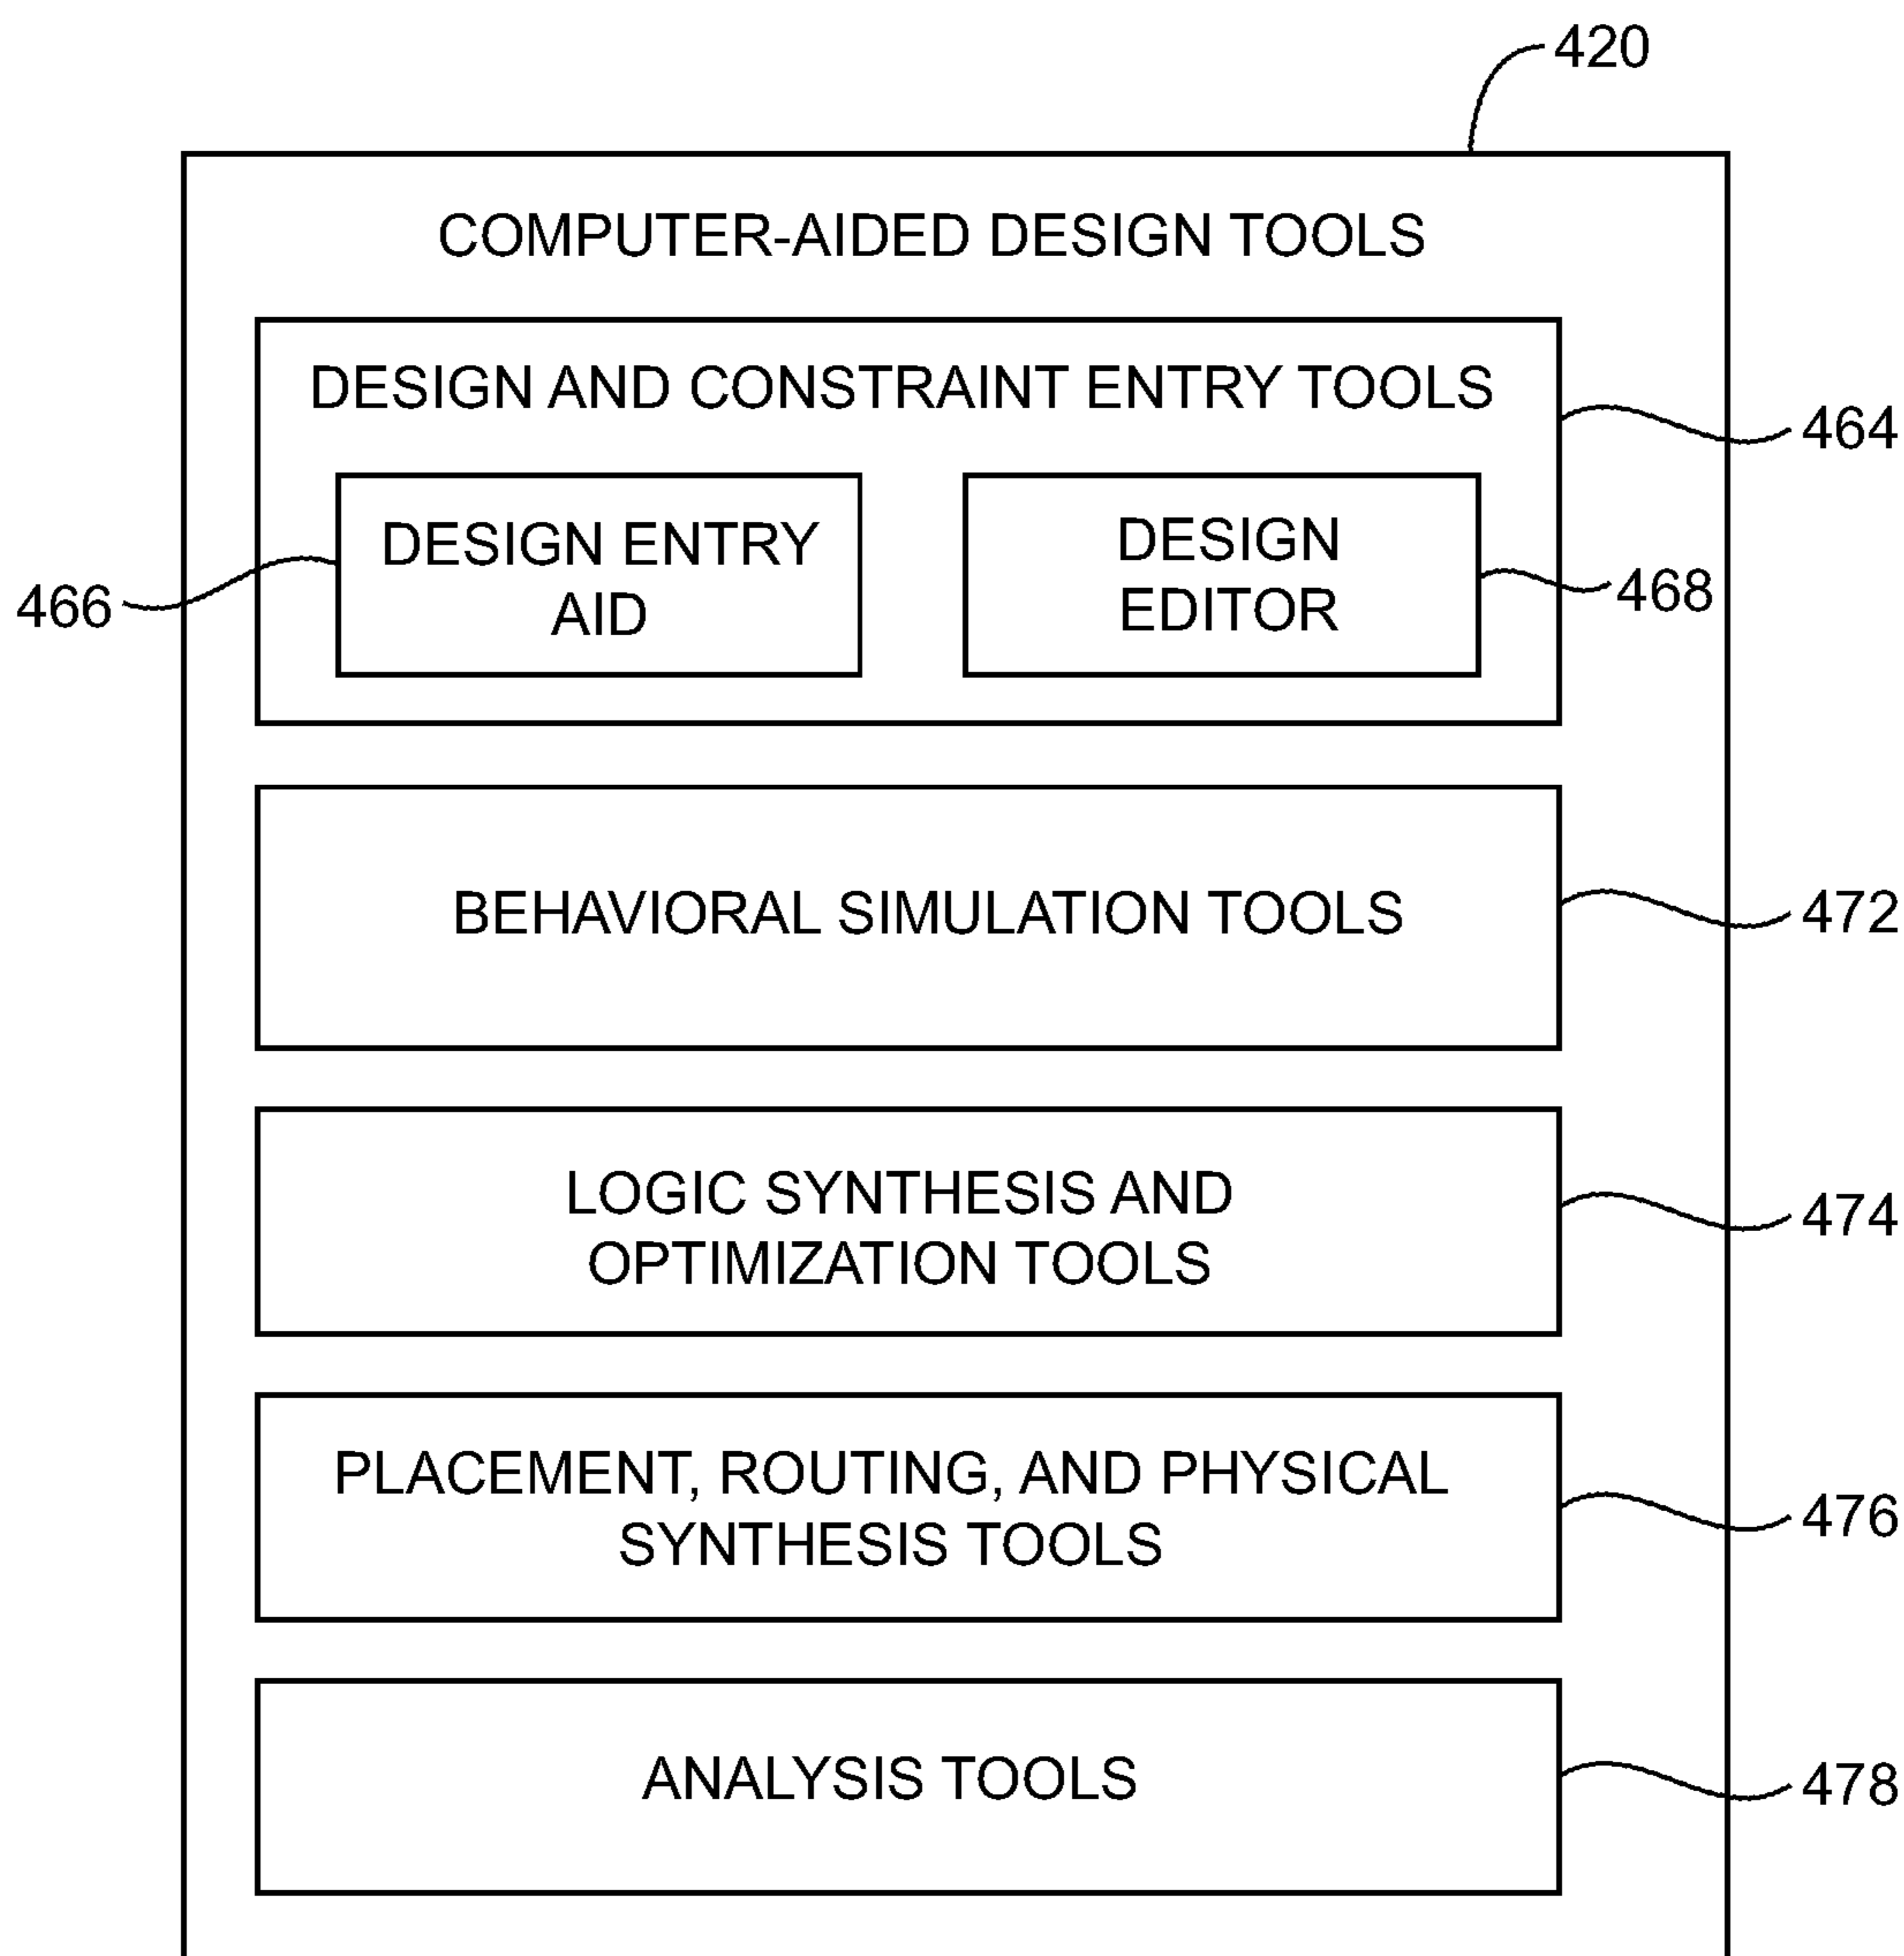 420
COMPUTER-AIDED DESIGN TOOLS
DESIGN AND CONSTRAINT ENTRY TOOLS
464
DESIGN ENTRY
AID
466
DESIGN
EDITOR
468
BEHAVIORAL SIMULATION TOOLS
472
LOGIC SYNTHESIS AND
OPTIMIZATION TOOLS
474
PLACEMENT, ROUTING, AND PHYSICAL
SYNTHESIS TOOLS
476
ANALYSIS TOOLS
478